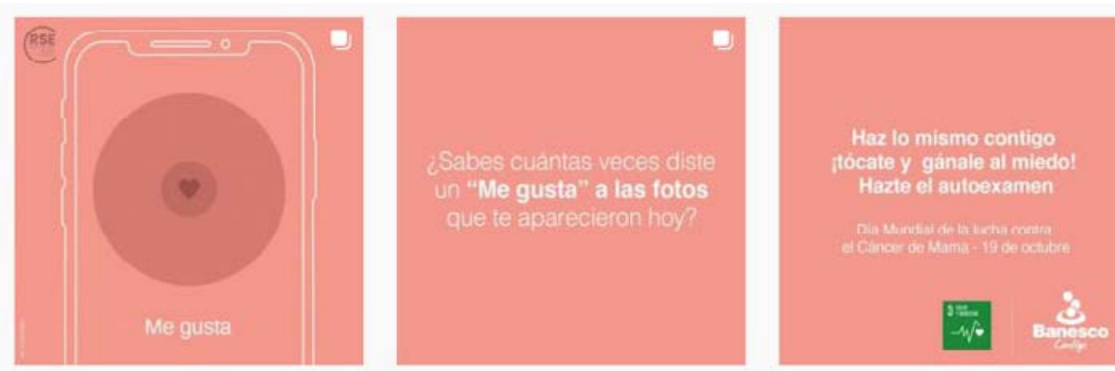 RSE
Me gusta
¿Sabes cuántas veces diste
un “Me gusta” a las fotos
que te aparecieron hoy?
Haz lo mismo contigo
¡tócate y gánale al miedo!
Hazte el autoexamen
Día Mundial de la lucha contra
el Cáncer de Mama - 19 de octubre
3
Banesco
Contigo